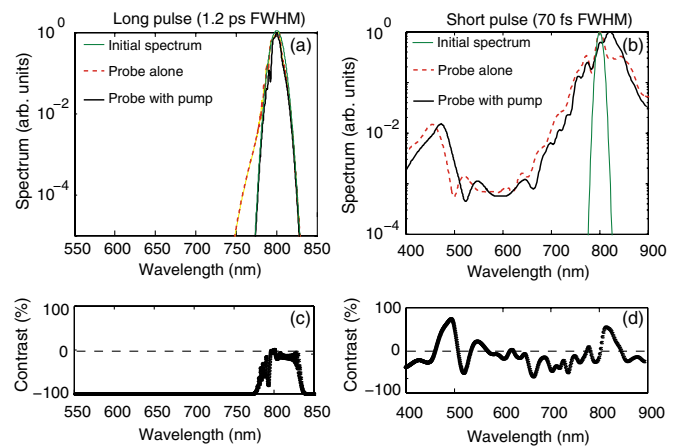 Long pulse (1.2 ps FWHM)
(a)
Initial spectrum
Probe alone
Probe with pump
Spectrum (arb. units)
10 0
10 −2
10 −4
550 600 650 700 750 800 850
Wavelength (nm)
Short pulse (70 fs FWHM)
(b)
Initial spectrum
Probe alone
Probe with pump
Spectrum (arb. units)
10 0
10 −2
10 −4
400 500 600 700 800 900
Wavelength (nm)
(c)
Contrast (%)
100
0
−100
550 600 650 700 750 800 850
Wavelength (nm)
(d)
Contrast (%)
100
0
−100
400 500 600 700 800 900
Wavelength (nm)